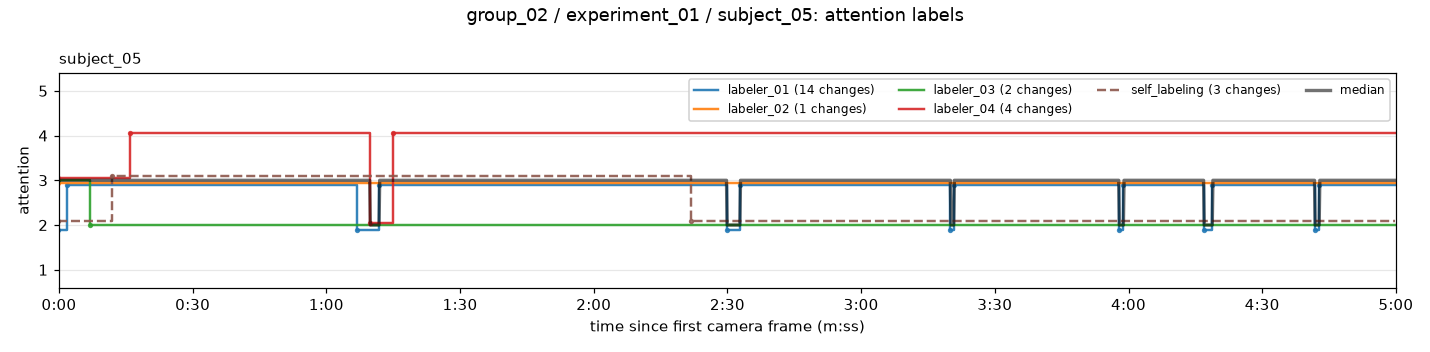 group_02 / experiment_01 / subject_05: attention labels
subject_05
labeler_01 (14 changes)
labeler_02 (1 changes)
labeler_03 (2 changes)
labeler_04 (4 changes)
self_labeling (3 changes)
median
attention
5
4
3
2
1
0:00 0:30 1:00 1:30 2:00 2:30 3:00 3:30 4:00 4:30 5:00
time since first camera frame (m:ss)